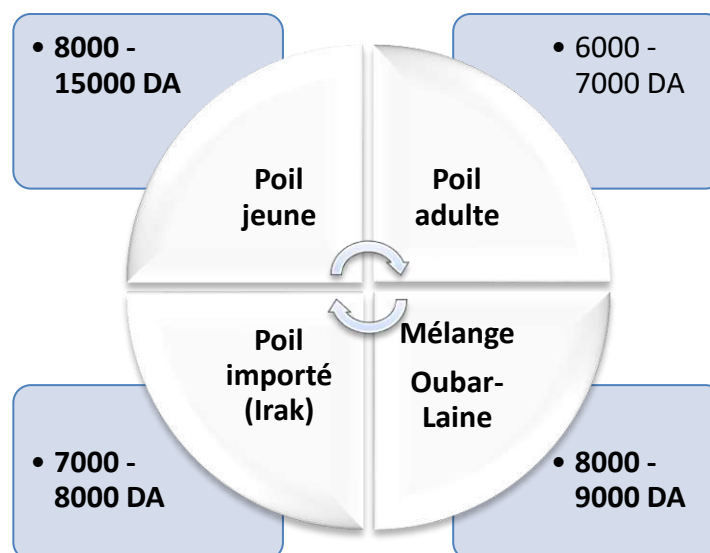 • 8000 -
15000 DA
• 6000 -
7000 DA
Poil
jeune
Poil
adulte
Poil
importé
(Irak)
Mélange
Oubar-
Laine
• 7000 -
8000 DA
• 8000 -
9000 DA